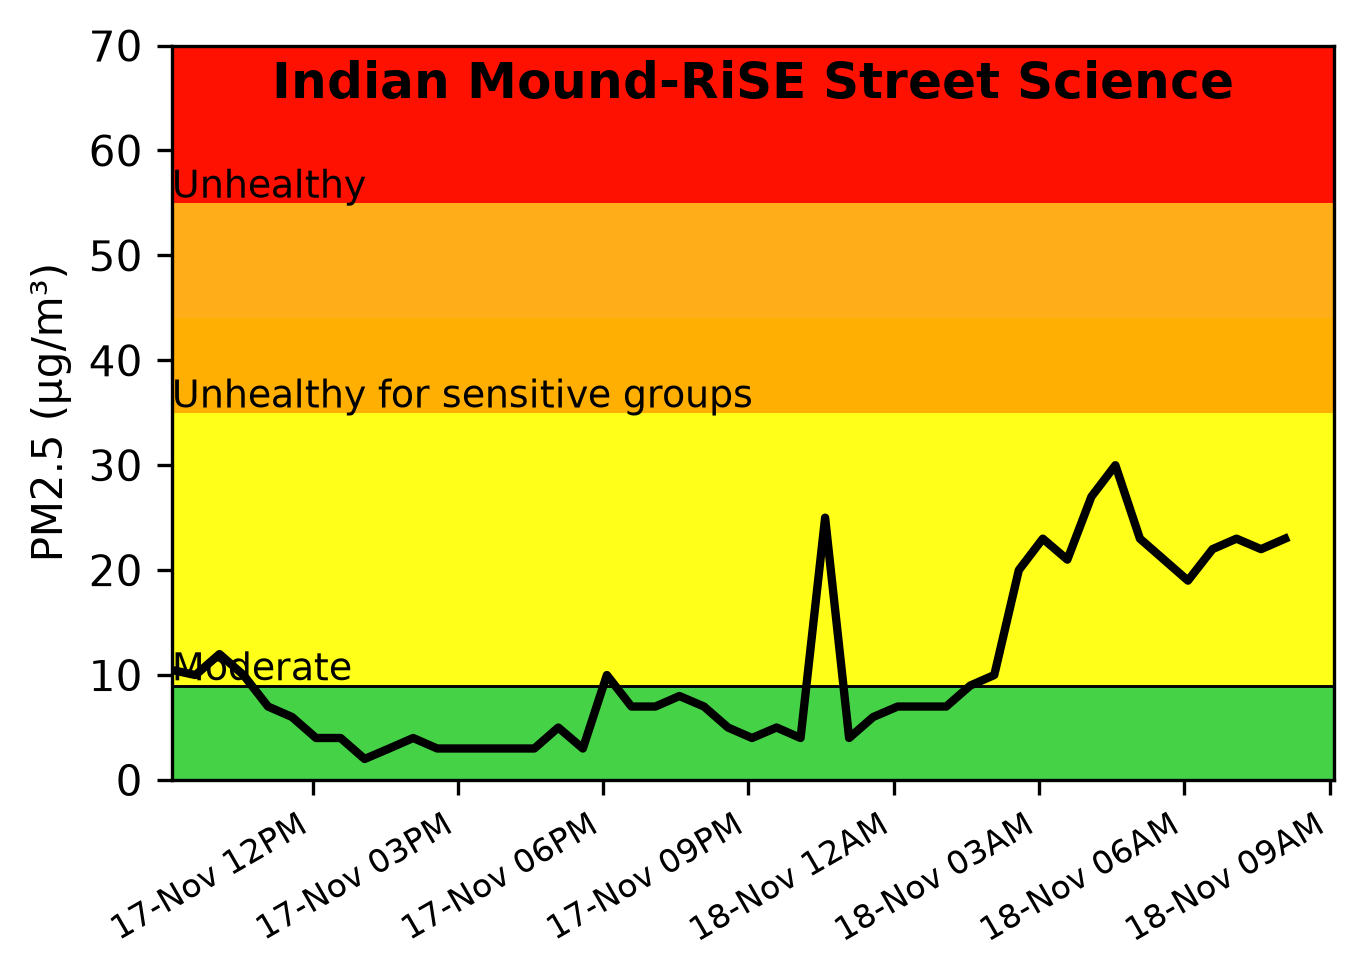 Indian Mound-RiSE Street Science
PM2.5 (µg/m³)
70
60
50
40
30
20
10
0
Unhealthy
Unhealthy for sensitive groups
Moderate
17-Nov 12PM
17-Nov 03PM
17-Nov 06PM
17-Nov 09PM
18-Nov 12AM
18-Nov 03AM
18-Nov 06AM
18-Nov 09AM